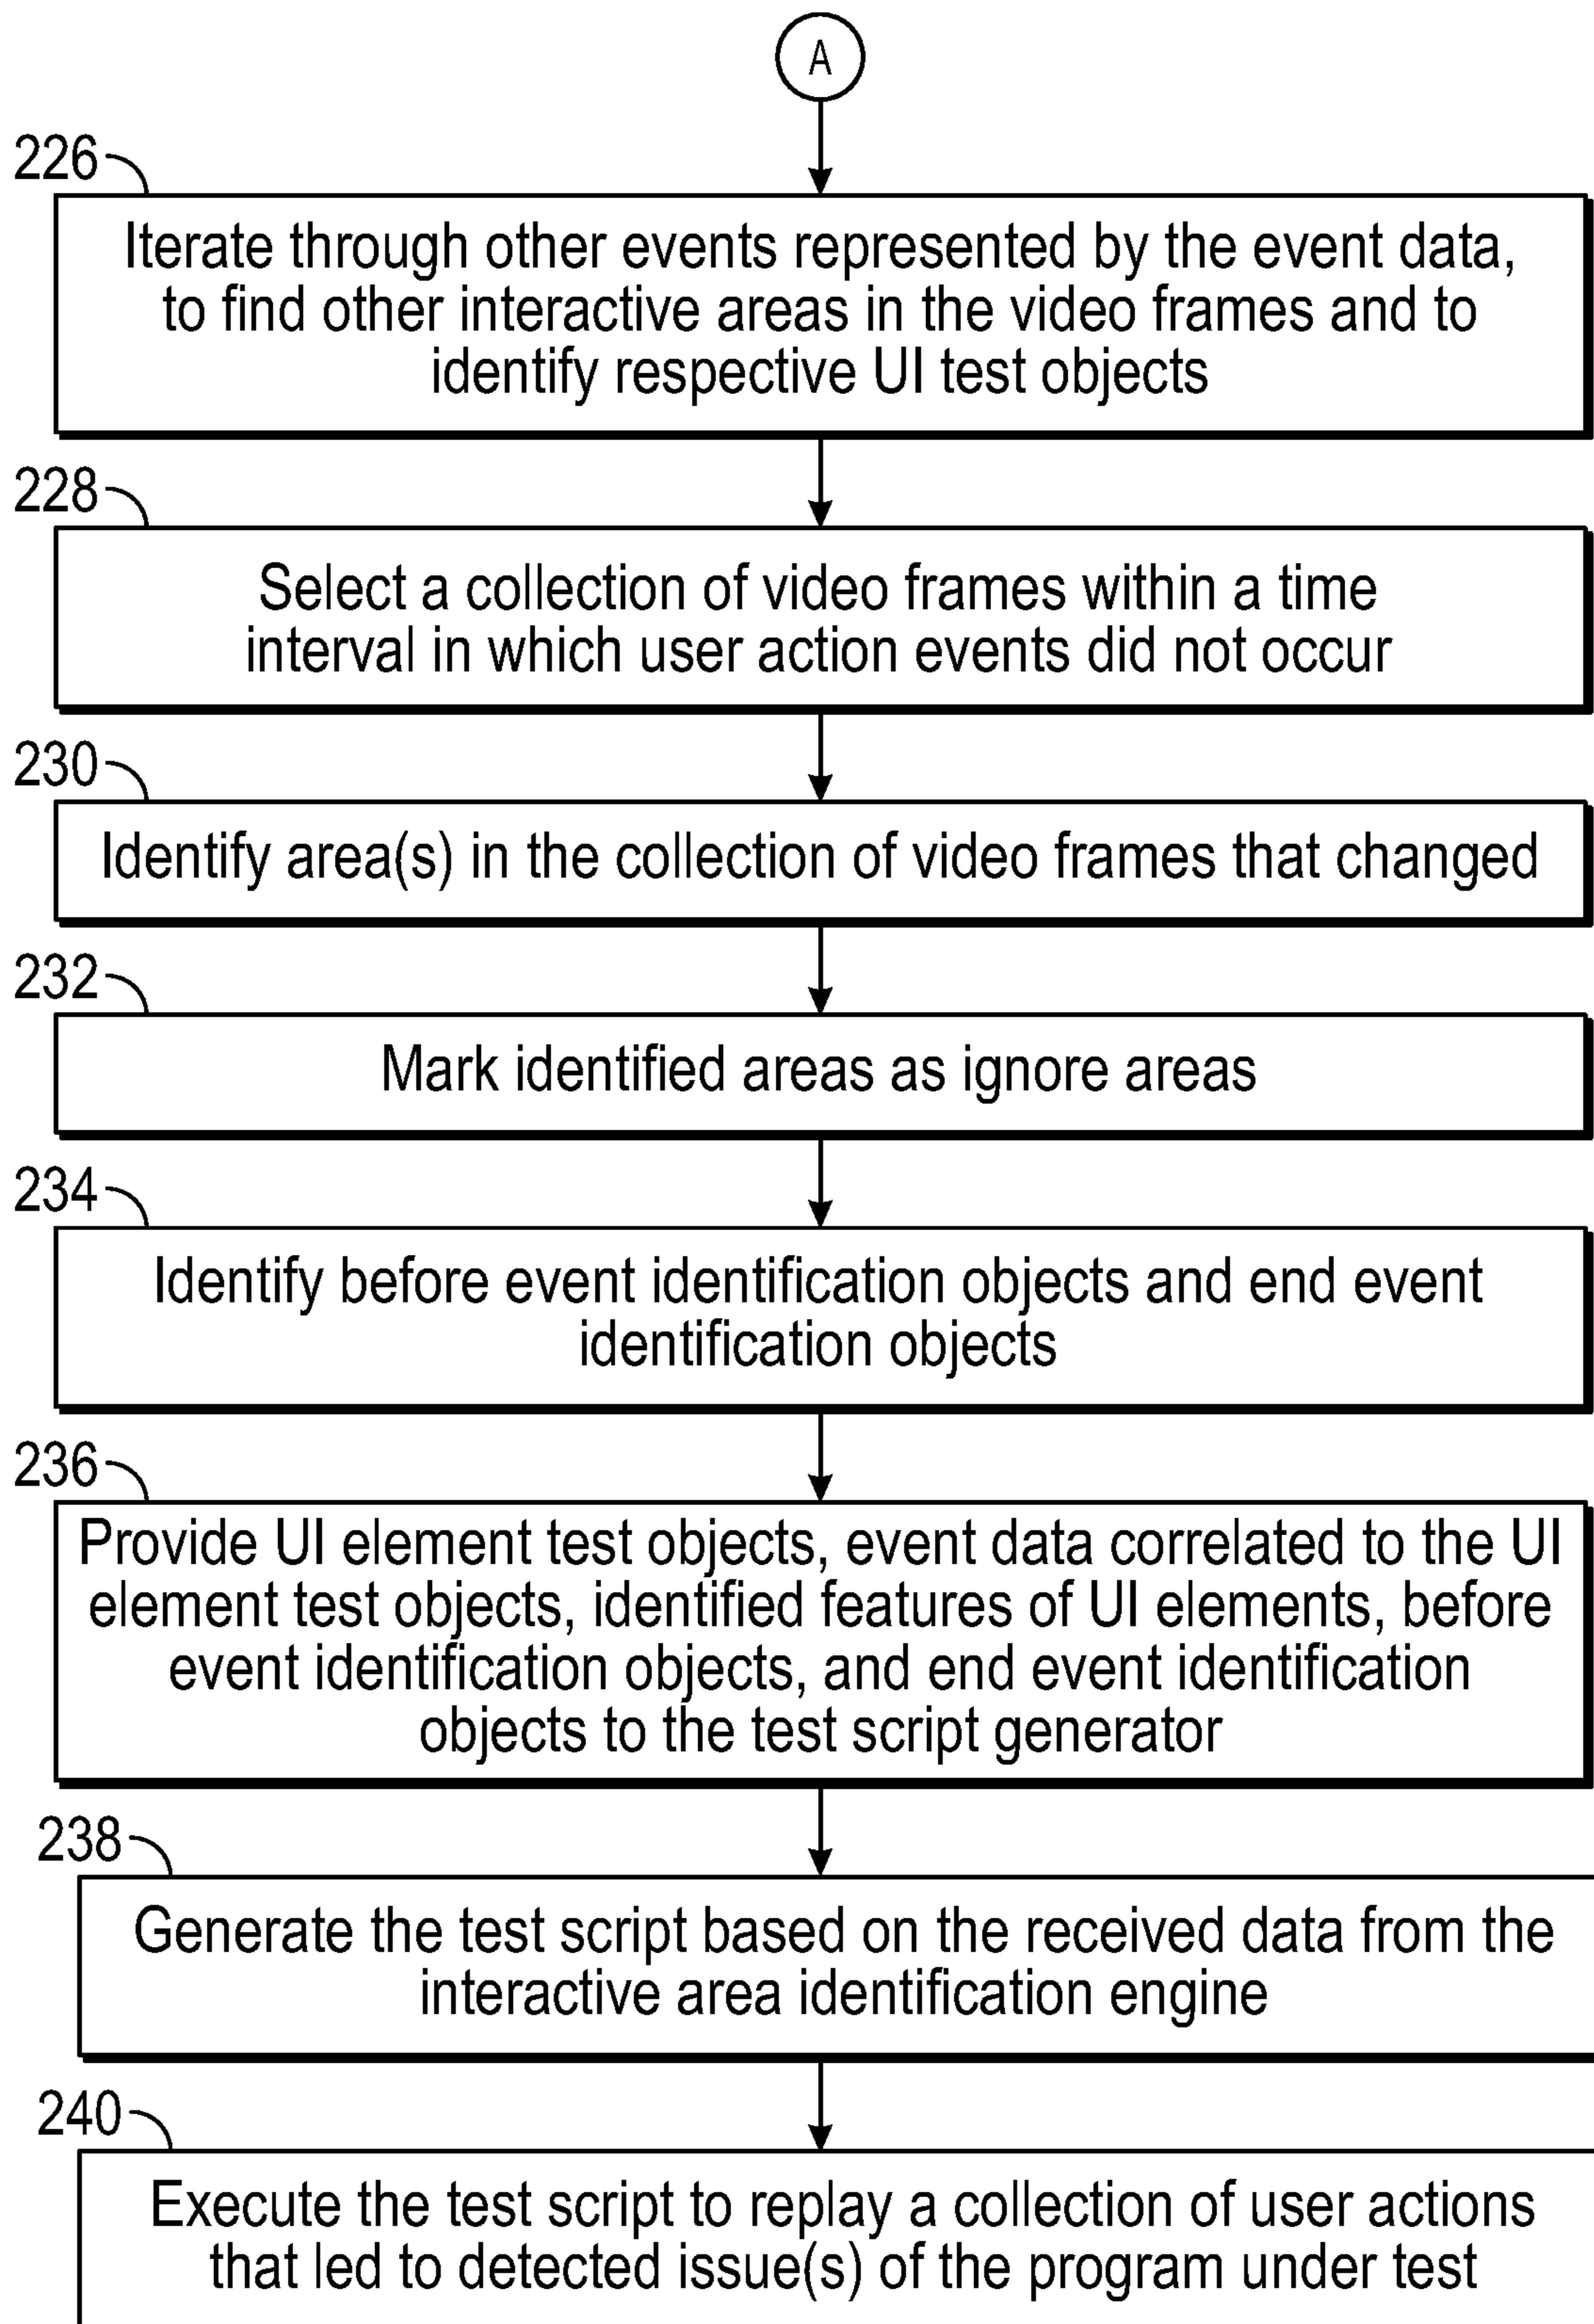 A
226
Iterate through other events represented by the event data,
to find other interactive areas in the video frames and to
identify respective UI test objects
228
Select a collection of video frames within a time
interval in which user action events did not occur
230
Identify area(s) in the collection of video frames that changed
232
Mark identified areas as ignore areas
234
Identify before event identification objects and end event
identification objects
236
Provide UI element test objects, event data correlated to the UI
element test objects, identified features of UI elements, before
event identification objects, and end event identification
objects to the test script generator
238
Generate the test script based on the received data from the
interactive area identification engine
240
Execute the test script to replay a collection of user actions
that led to detected issue(s) of the program under test